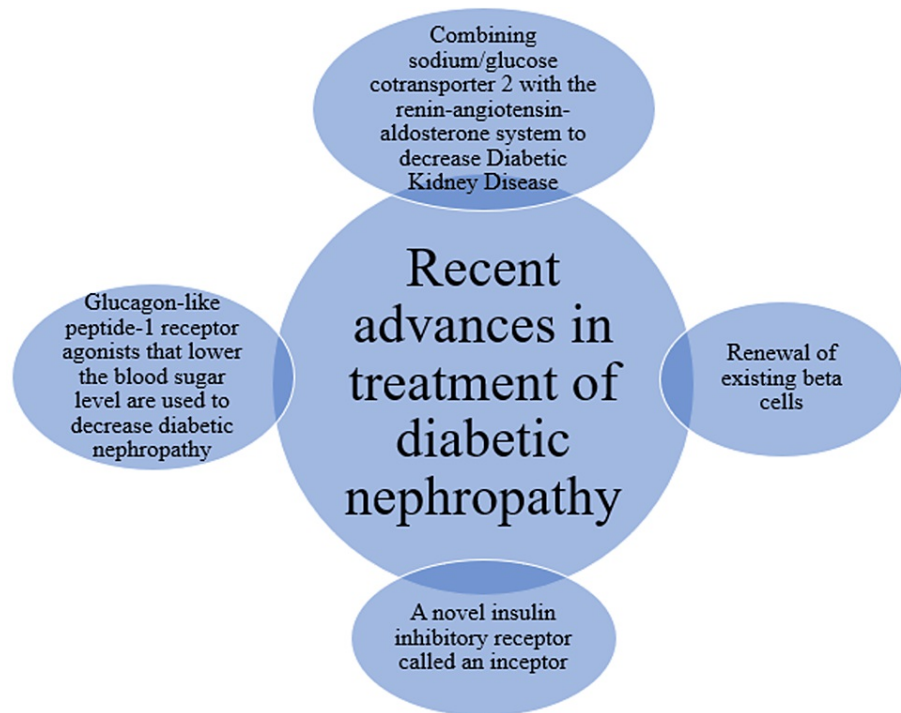 Combining
sodium/glucose
cotransporter 2 with the
renin-angiotensin-
aldosterone system to
decrease Diabetic
Kidney Disease
Glucagon-like
peptide-1 receptor
agonists that lower
the blood sugar
level are used to
decrease diabetic
nephropathy
Recent
advances in
treatment of
diabetic
nephropathy
Renewal of
existing beta
cells
A novel insulin
inhibitory receptor
called an inceptor